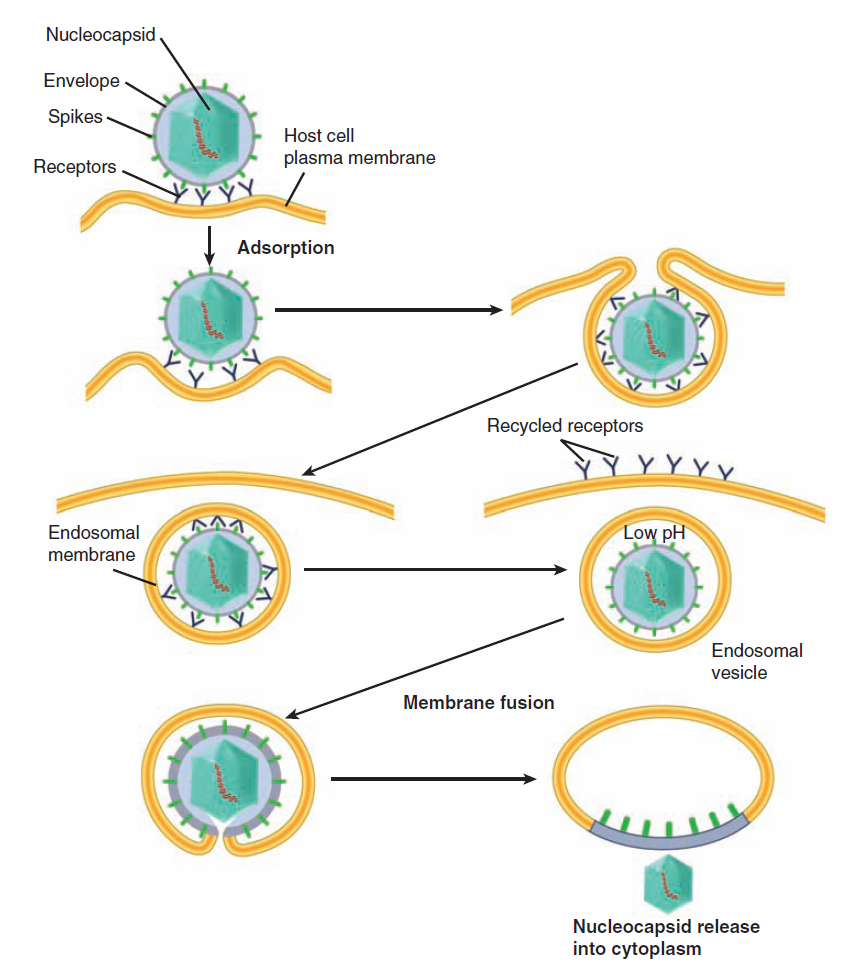 Nucleocapsid
Envelope
Spikes
Receptors
Host cell
plasma membrane
Adsorption
Recycled receptors
Endosomal
membrane
Low pH
Endosomal
vesicle
Membrane fusion
Nucleocapsid release
into cytoplasm